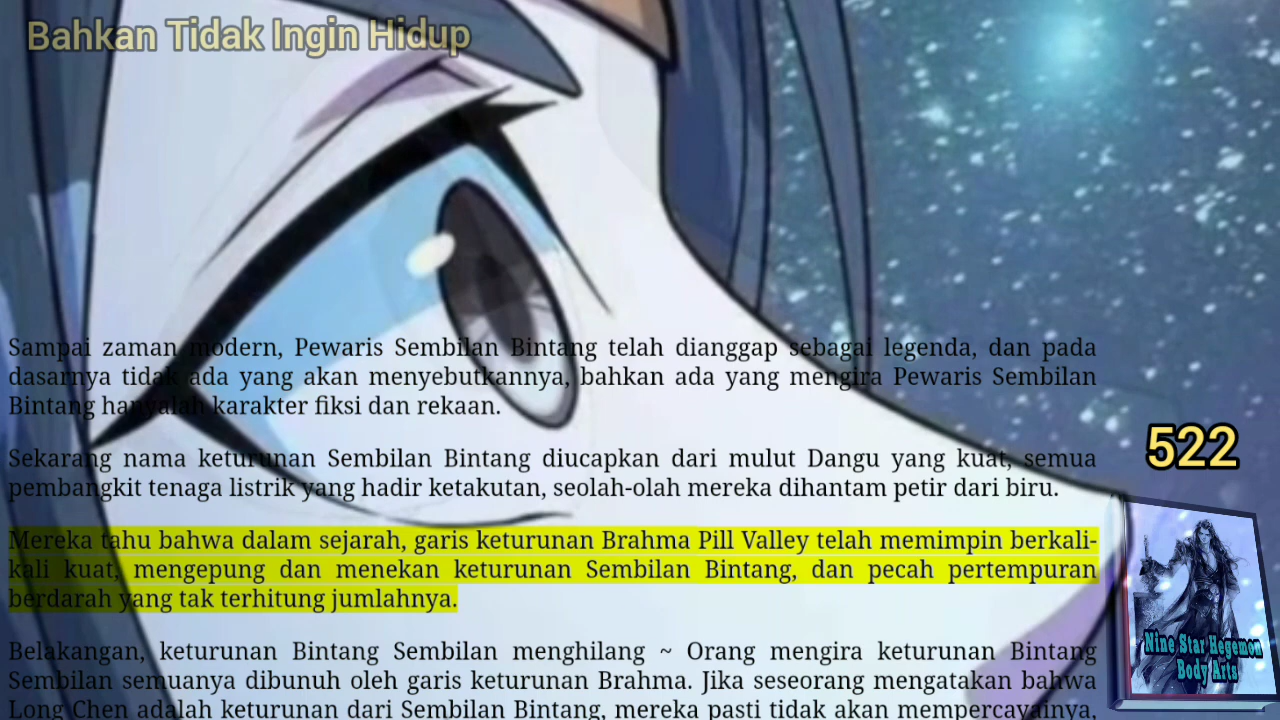 Bahkan Tidak Ingin Hidup
Sampai zaman modern, Pewaris Sembilan Bintang telah dianggap sebagai legenda, dan pada
dasarnya tidak ada yang akan menyebutkannya, bahkan ada yang mengira Pewaris Sembilan
Bintang hanyalah karakter fiksi dan rekaan.
Sekarang nama keturunan Sembilan Bintang diucapkan dari mulut Dangu yang kuat, semua
pembangkit tenaga listrik yang hadir ketakutan, seolah-olah mereka dihantam petir dari biru.
Mereka tahu bahwa dalam sejarah, garis keturunan Brahma Pill Valley telah memimpin berkali-
kali kuat, mengepung dan menekan keturunan Sembilan Bintang, dan pecah pertempuran
berdarah yang tak terhitung jumlahnya.
Belakangan, keturunan Bintang Sembilan menghilang ~ Orang mengira keturunan Bintang
Sembilan semuanya dibunuh oleh garis keturunan Brahma. Jika seseorang mengatakan bahwa
Long Chen adalah keturunan dari Sembilan Bintang, mereka pasti tidak akan mempercayainya,
522
Nine Star Hegemon
Body Arts